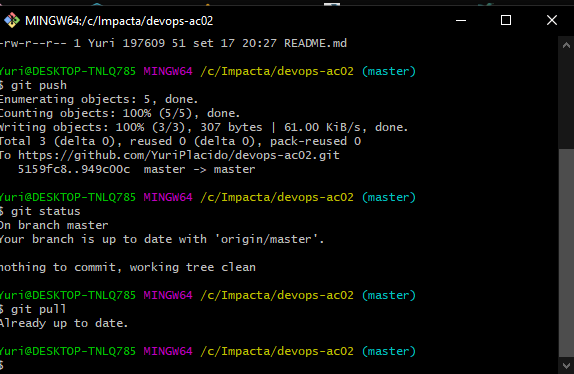 MINGW64:/c/Impacta/devops-ac02
-rw-r--r-- 1 Yuri 197609 51 set 17 20:27 README.md
Yuri@DESKTOP-TNLQ785 MINGW64 /c/Impacta/devops-ac02 (master)
$ git push
Enumerating objects: 5, done.
Counting objects: 100% (5/5), done.
Writing objects: 100% (3/3), 307 bytes | 61.00 KiB/s, done.
Total 3 (delta 0), reused 0 (delta 0), pack-reused 0
To https://github.com/YuriPlacido/devops-ac02.git
5159fc8..949c00c master -> master
Yuri@DESKTOP-TNLQ785 MINGW64 /c/Impacta/devops-ac02 (master)
$ git status
On branch master
Your branch is up to date with 'origin/master'.
nothing to commit, working tree clean
Yuri@DESKTOP-TNLQ785 MINGW64 /c/Impacta/devops-ac02 (master)
$ git pull
Already up to date.
Yuri@DESKTOP-TNLQ785 MINGW64 /c/Impacta/devops-ac02 (master)
$